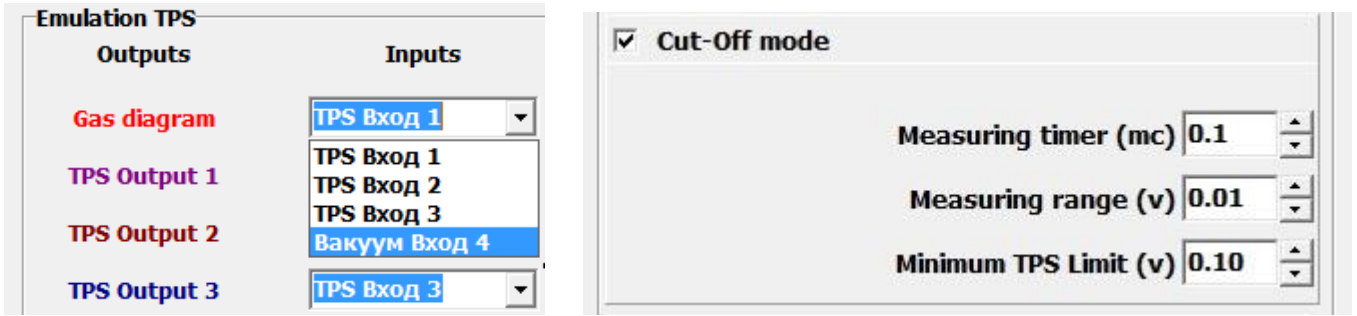 Emulation TPS
Outputs Inputs
Gas diagram TPS Вход 1
TPS Вход 1
TPS Output 1
TPS Вход 2
TPS Вход 3
TPS Output 2
Вакуум Вход 4
TPS Output 3 TPS Вход 3
Cut-Off mode
Measuring timer (mc) 0.1
Measuring range (v) 0.01
Minimum TPS Limit (v) 0.10